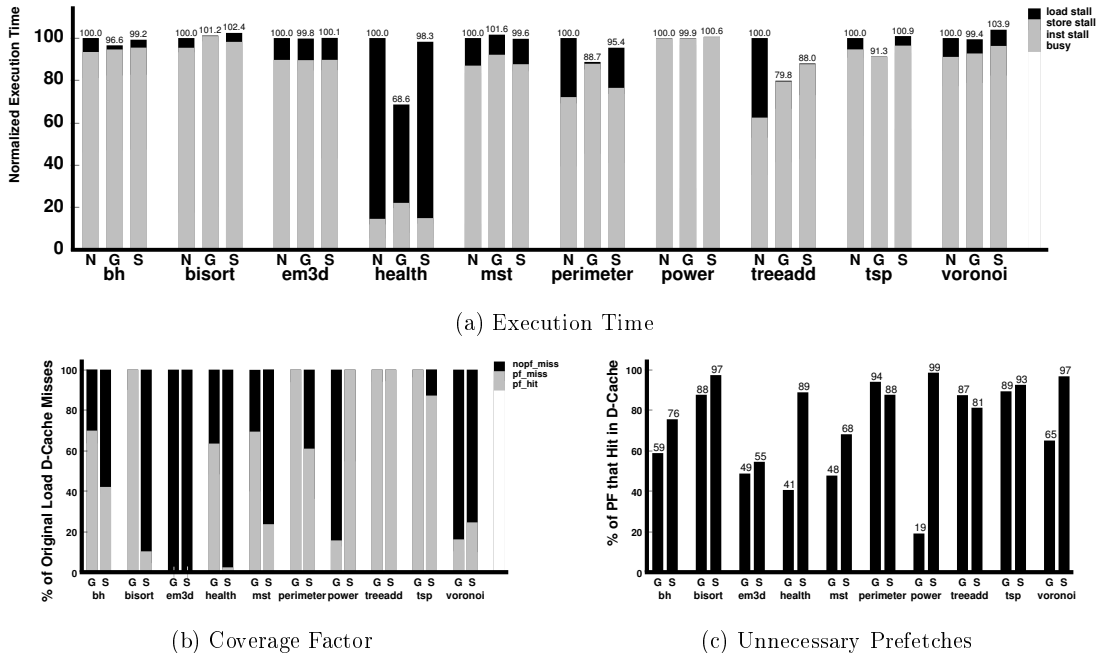 load stall
store stall
inst stall
busy
Normalized Execution Time
100
80
60
40
20
0
100.0 96.6 99.2 100.0 101.2 102.4 100.0 99.8 100.1 100.0 68.6 98.3 100.0 101.6 99.6 100.0 88.7 95.4 100.0 99.9 100.6 100.0 79.8 88.0 100.0 91.3 100.9 100.0 99.4 103.9
N G S N G S N G S N G S N G S N G S N G S N G S N G S N G S
bh bisort em3d health mst perimeter power treeadd tsp voronoi
(a) Execution Time
% of Original Load D-Cache Misses
100
80
60
40
20
0
nopf_miss
pf_miss
pf_hit
G S G S G S G S G S G S G S G S G S G S
bh bisort em3d health mst perimeter power treeadd tsp voronoi
(b) Coverage Factor
% of PF that Hit in D-Cache
100
80
60
40
20
0
59 76 88 97 49 55 41 89 48 68 94 88 19 99 87 81 89 93 65 97
G S G S G S G S G S G S G S G S G S G S
bh bisort em3d health mst perimeter power treeadd tsp voronoi
(c) Unnecessary Prefetches